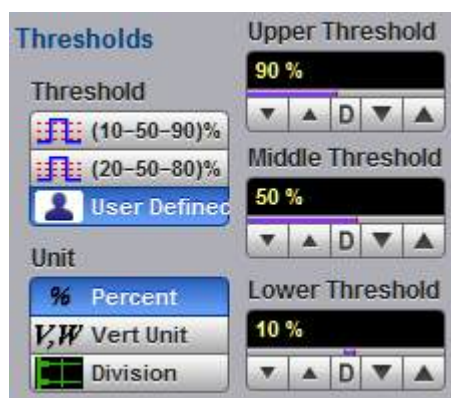 Thresholds
Threshold
(10-50-90)%
(20-50-80)%
User Defined
Unit
% Percent
V,W Vert Unit
Division
Upper Threshold
90 %
D
Middle Threshold
50 %
D
Lower Threshold
10 %
D